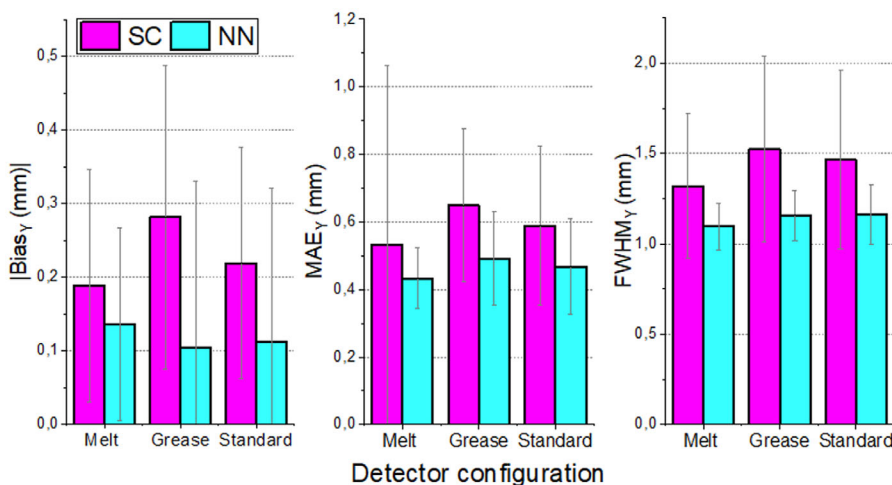 SC NN
|Bias_Y (mm)|
0,5
0,4
0,3
0,2
0,1
0,0
Melt Grease Standard
MAE_Y (mm)
1,2
1,0
0,8
0,6
0,4
0,2
0,0
Melt Grease Standard
FWHM_Y (mm)
2,0
1,5
1,0
0,5
0,0
Melt Grease Standard
Detector configuration